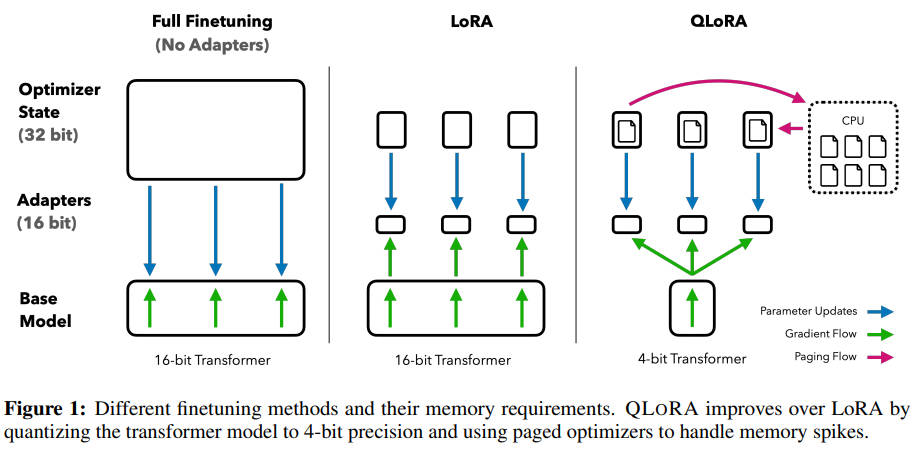 Full Finetuning
(No Adapters)
LoRA
QLoRA
Optimizer
State
(32 bit)
CPU
Adapters
(16 bit)
Base
Model
Parameter Updates
Gradient Flow
Paging Flow
16-bit Transformer
16-bit Transformer
4-bit Transformer
Figure 1: Different finetuning methods and their memory requirements. QLORA improves over LoRA by
quantizing the transformer model to 4-bit precision and using paged optimizers to handle memory spikes.